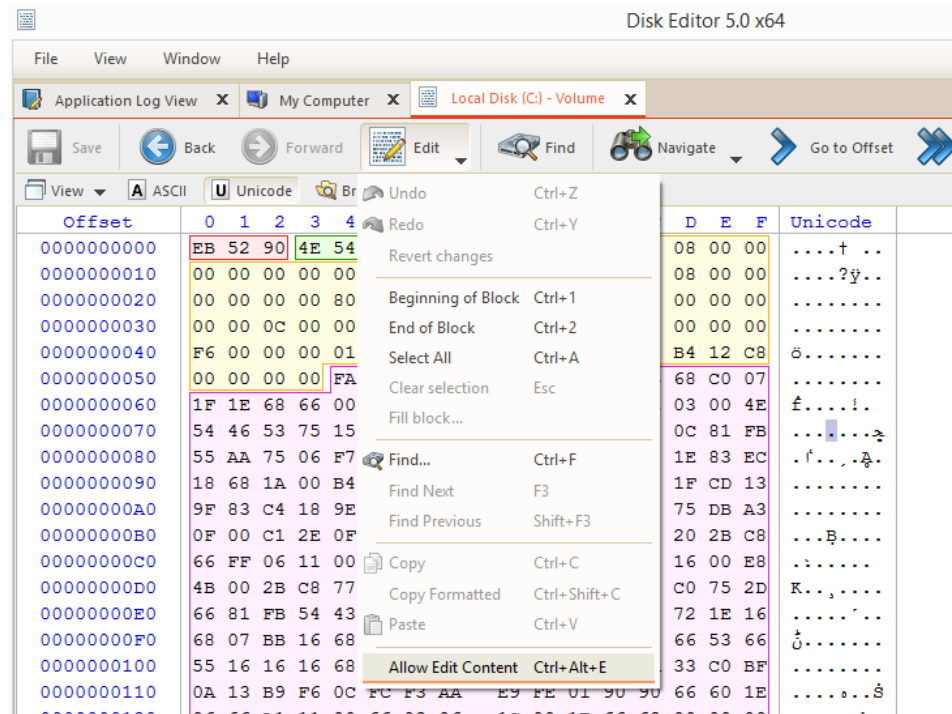 Disk Editor 5.0 x64
File View Window Help
Application Log View X My Computer X Local Disk (C:) - Volume X
Save Back Forward Edit Find Navigate Go to Offset
View A ASCII U Unicode Br
Undo Ctrl+Z
Redo Ctrl+Y
Revert changes
Beginning of Block Ctrl+1
End of Block Ctrl+2
Select All Ctrl+A
Clear selection Esc
Fill block...
Find... Ctrl+F
Find Next F3
Find Previous Shift+F3
Copy Ctrl+C
Copy Formatted Ctrl+Shift+C
Paste Ctrl+V
Allow Edit Content Ctrl+Alt+E
Offset 0 1 2 3 4 D E F Unicode
0000000000 EB 52 90 4E 54 08 00 00 ....† ..
0000000010 00 00 00 00 00 08 00 00 ....?ÿ..
0000000020 00 00 00 00 80 00 00 00 ........
0000000030 00 00 0C 00 00 00 00 00 ........
0000000040 F6 00 00 00 01 B4 12 C8 ö.......
0000000050 00 00 00 00 FA 68 C0 07 ........
0000000060 1F 1E 68 66 00 03 00 4E
0000000070 54 46 53 75 15 0C 81 FB
0000000080 55 AA 75 06 F7 1E 83 EC
0000000090 18 68 1A 00 B4 1F CD 13 ........
00000000A0 9F 83 C4 18 9E 75 DB A3 ........
00000000B0 0F 00 C1 2E 0F 20 2B C8
00000000C0 66 FF 06 11 00 16 00 E8
00000000D0 4B 00 2B C8 77 C0 75 2D
00000000E0 66 81 FB 54 43 72 1E 16
00000000F0 68 07 BB 16 68 66 53 66
0000000100 55 16 16 16 68 33 C0 BF ........
0000000110 0A 13 B9 F6 0C FC F3 AA E9 FE 01 90 90 66 60 1E